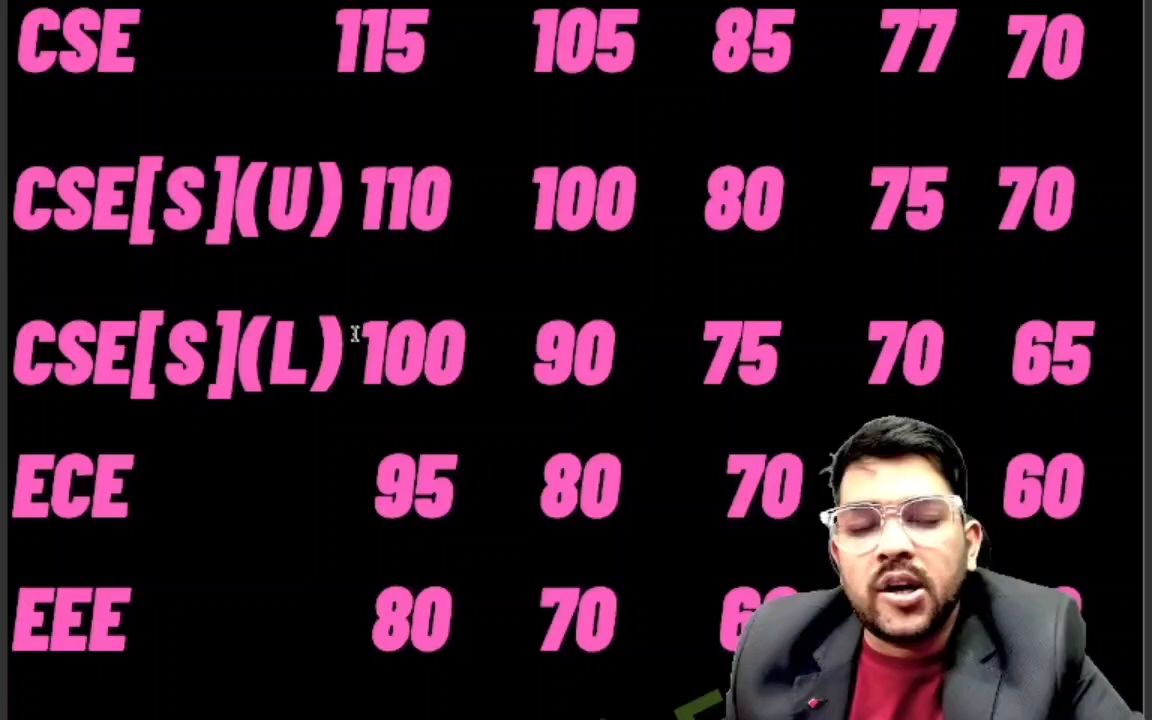 CSE 115 105 85 77 70
CSE[S](U) 110 100 80 75 70
CSE[S](L) 100 90 75 70 65
ECE 95 80 70 60
EEE 80 70